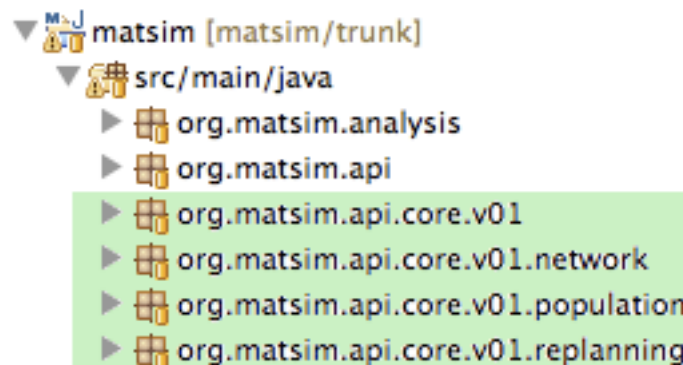 matsim [matsim/trunk]
src/main/java
org.matsim.analysis
org.matsim.api
org.matsim.api.core.v01
org.matsim.api.core.v01.network
org.matsim.api.core.v01.population
org.matsim.api.core.v01.replanning